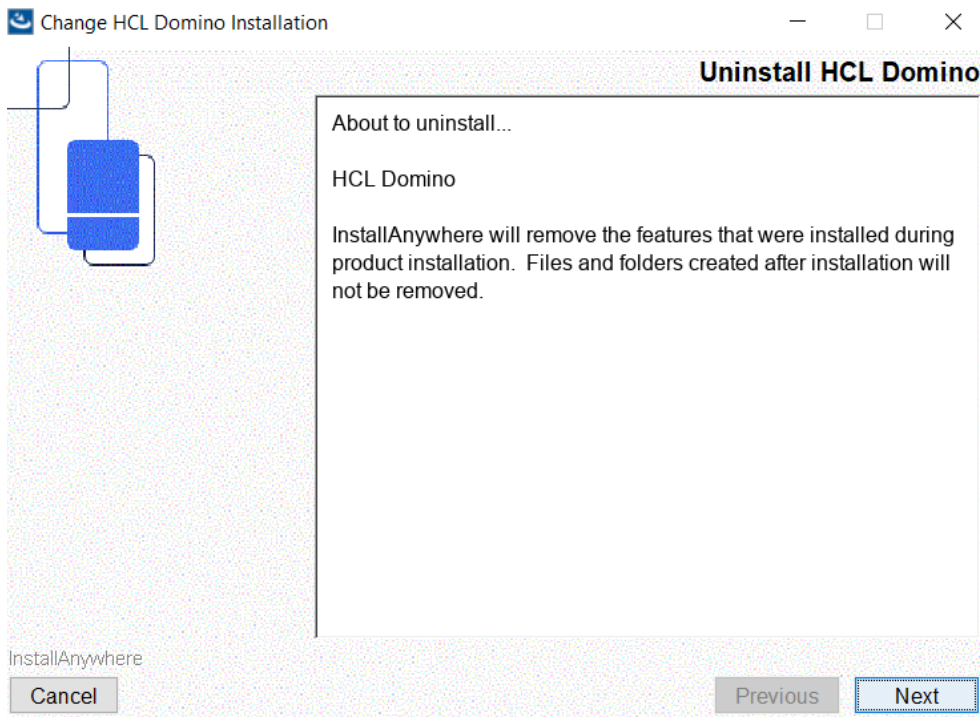 Change HCL Domino Installation
Uninstall HCL Domino
About to uninstall...
HCL Domino
InstallAnywhere will remove the features that were installed during
product installation.  Files and folders created after installation will
not be removed.
InstallAnywhere
Cancel
Previous
Next